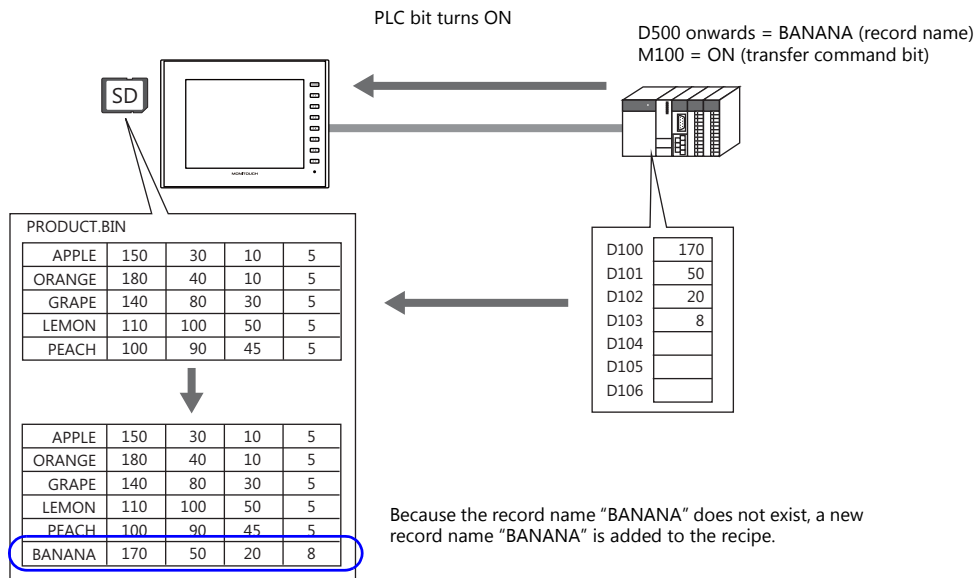 PLC bit turns ON
D500 onwards = BANANA (record name)
M100 = ON (transfer command bit)
SD
MONITOUCH
PRODUCT.BIN
APPLE 150 30 10 5
ORANGE 180 40 10 5
GRAPE 140 80 30 5
LEMON 110 100 50 5
PEACH 100 90 45 5
D100 170
D101 50
D102 20
D103 8
D104
D105
D106
APPLE 150 30 10 5
ORANGE 180 40 10 5
GRAPE 140 80 30 5
LEMON 110 100 50 5
PEACH 100 90 45 5
BANANA 170 50 20 8
Because the record name “BANANA” does not exist, a new
record name “BANANA” is added to the recipe.